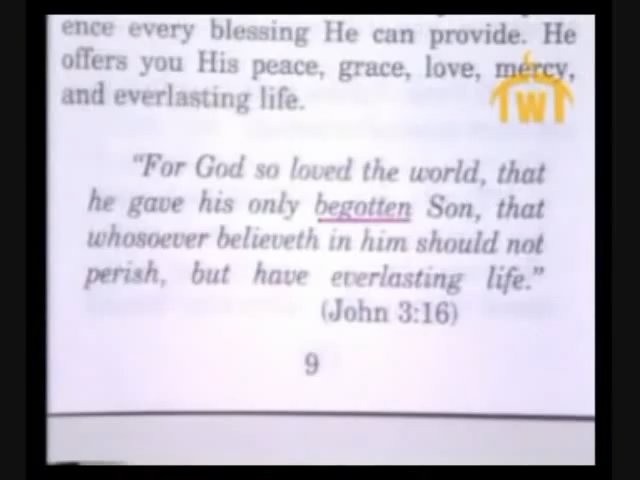 ence every blessing He can provide. He
offers you His peace, grace, love, mercy,
and everlasting life.
W
"For God so loved the world, that
he gave his only begotten Son, that
whosoever believeth in him should not
perish, but have everlasting life."
(John 3:16)
9